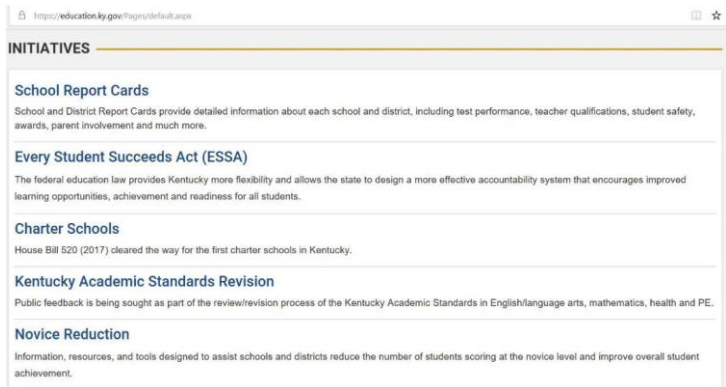 https://education.ky.gov/Pages/default.aspx
INITIATIVES
School Report Cards
School and District Report Cards provide detailed information about each school and district, including test performance, teacher qualifications, student safety,
awards, parent involvement and much more.
Every Student Succeeds Act (ESSA)
The federal education law provides Kentucky more flexibility and allows the state to design a more effective accountability system that encourages improved
learning opportunities, achievement and readiness for all students.
Charter Schools
House Bill 520 (2017) cleared the way for the first charter schools in Kentucky.
Kentucky Academic Standards Revision
Public feedback is being sought as part of the review/revision process of the Kentucky Academic Standards in English/language arts, mathematics, health and PE.
Novice Reduction
Information, resources, and tools designed to assist schools and districts reduce the number of students scoring at the novice level and improve overall student
achievement.